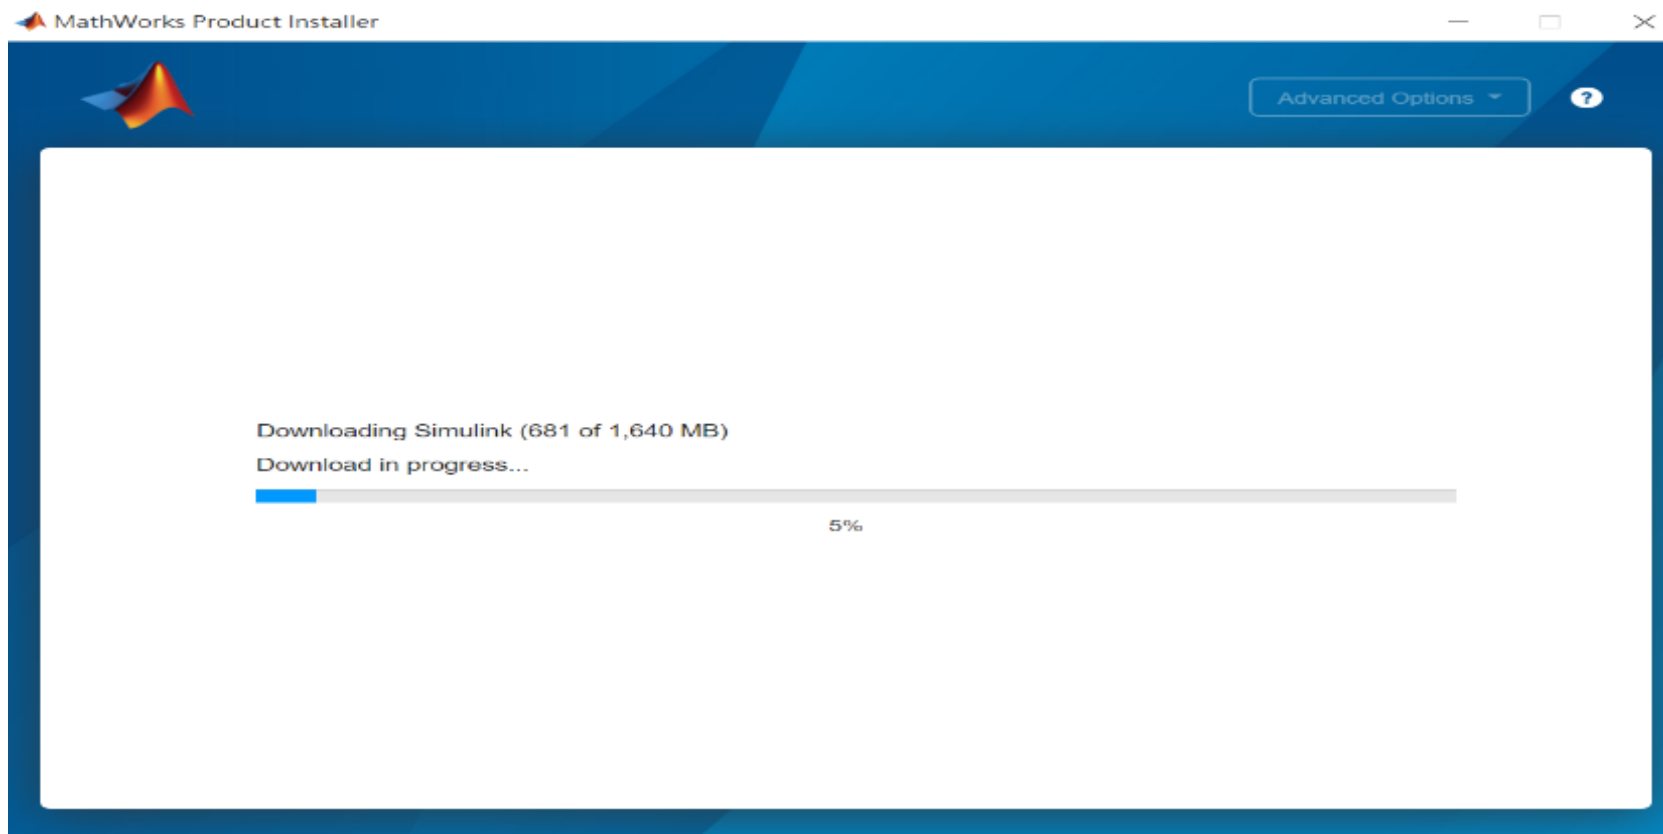 MathWorks Product Installer
Advanced Options
?
Downloading Simulink (681 of 1,640 MB)
Download in progress...
5%